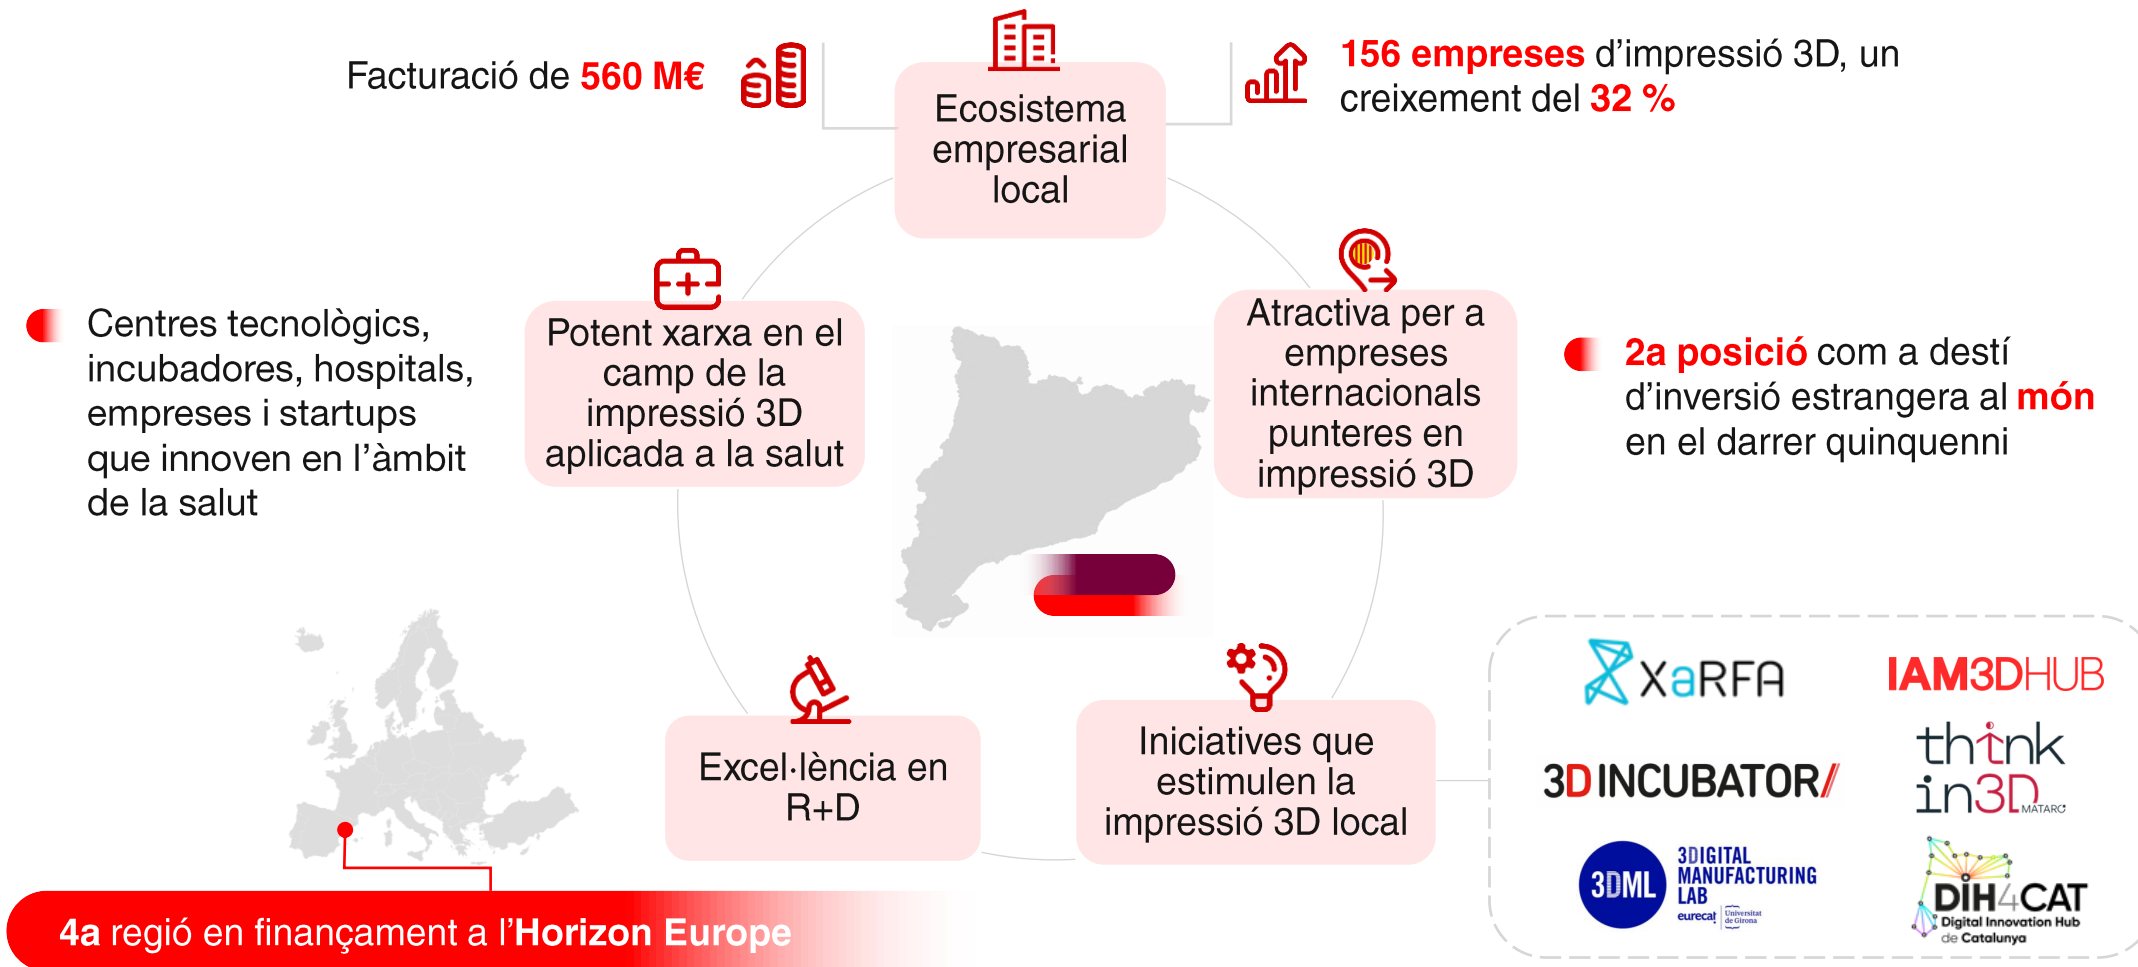 Facturació de 560 M€
Ecosistema
empresarial
local
156 empreses d’impressió 3D, un
creixement del 32 %
Centres tecnològics,
incubadores, hospitals,
empreses i startups
que innoven en l’àmbit
de la salut
Potent xarxa en el
camp de la
impressió 3D
aplicada a la salut
Atractiva per a
empreses
internacionals
punteres en
impressió 3D
2a posició com a destí
d’inversió estrangera al món
en el darrer quinquenni
Excel·lència en
R+D
Iniciatives que
estimulen la
impressió 3D local
XaRFA
IAM3DHUB
3DINCUBATOR/
think
in3D
MATARÓ
3DML
3DIGITAL
MANUFACTURING
LAB
eurecat
Universitat
de Girona
DIH4CAT
Digital Innovation Hub
de Catalunya
4a regió en finançament a l’Horizon Europe